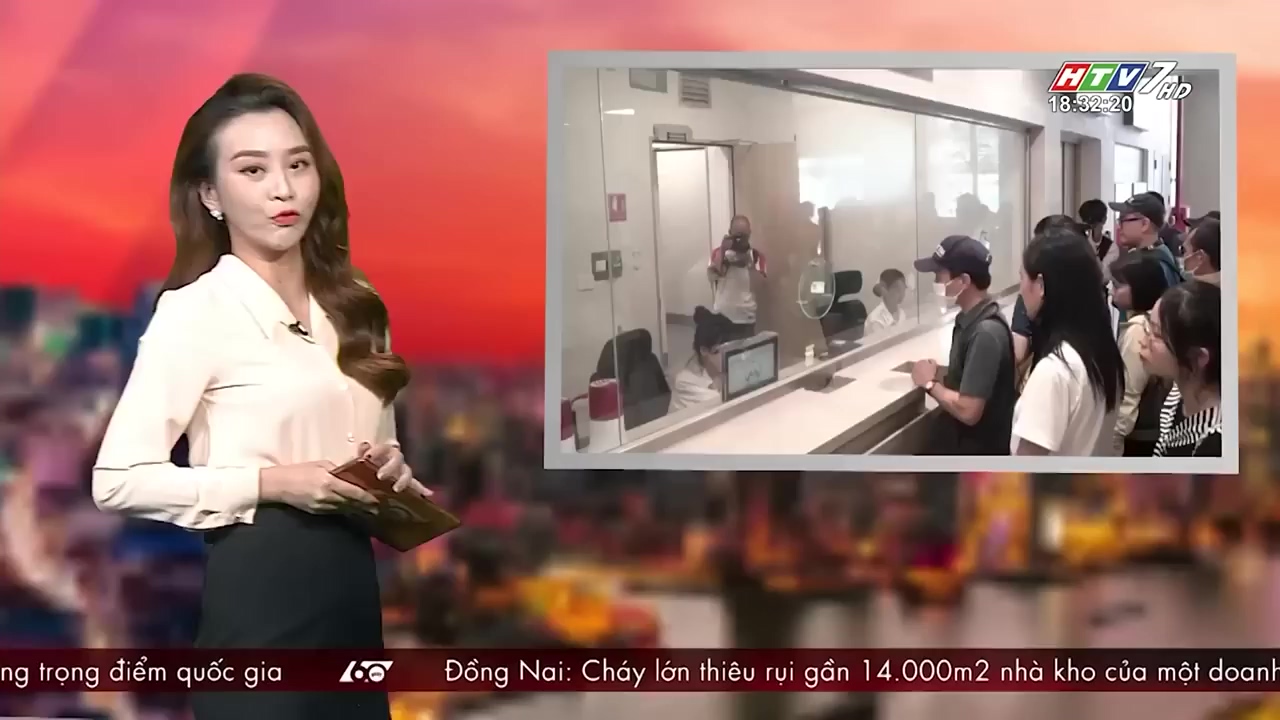 HTV7 HD
18:32:20
ng trọng điểm quốc gia 60 Đồng Nai: Cháy lớn thiêu rụi gần 14.000m2 nhà kho của một doanh